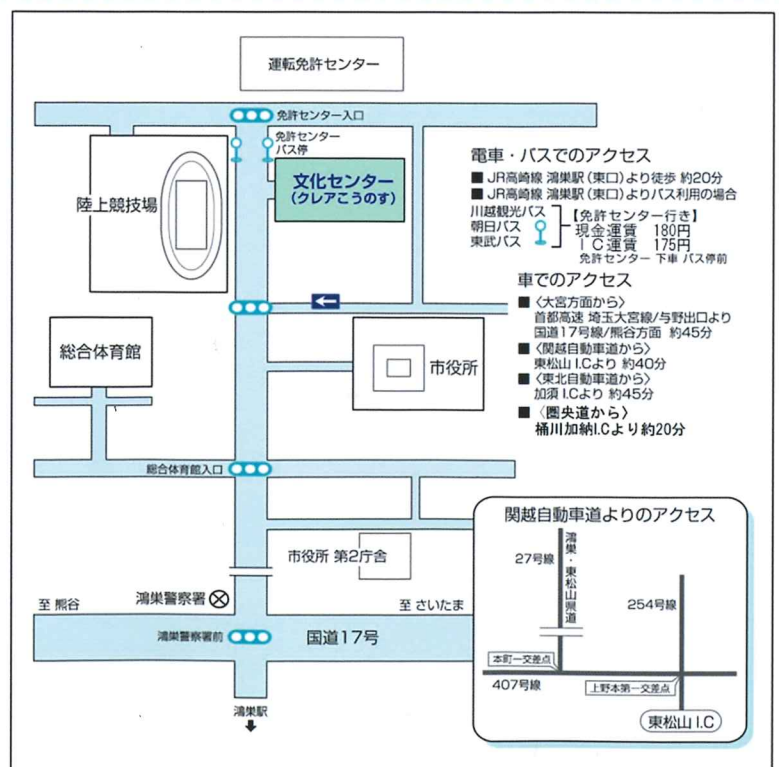 運転免許センター
免許センター入口
免許センター
バス停
文化センター
(クレアこうのす)
陸上競技場
電車・バスでのアクセス
■ JR高崎線 鴻巣駅(東口)より徒歩 約20分
■ JR高崎線 鴻巣駅(東口)よりバス利用の場合
川越観光バス
朝日バス
東武バス
【免許センター行き】
現金運賃 180円
IC運賃 175円
免許センター 下車 バス停前
車でのアクセス
■〈大宮方面から〉
首都高速 埼玉大宮線/与野出口より
国道17号線/熊谷方面 約45分
■〈関越自動車道から〉
東松山 I.Cより 約40分
■〈東北自動車道から〉
加須 I.Cより 約45分
■〈圏央道から〉
桶川加納I.Cより約20分
総合体育館
市役所
総合体育館入口
市役所 第2庁舎
鴻巣警察署
至 熊谷
至 さいたま
鴻巣警察署前
国道17号
鴻巣駅
関越自動車道よりのアクセス
27号線
鴻巣・東松山県道
254号線
本町一交差点
407号線
上野本第一交差点
東松山 I.C